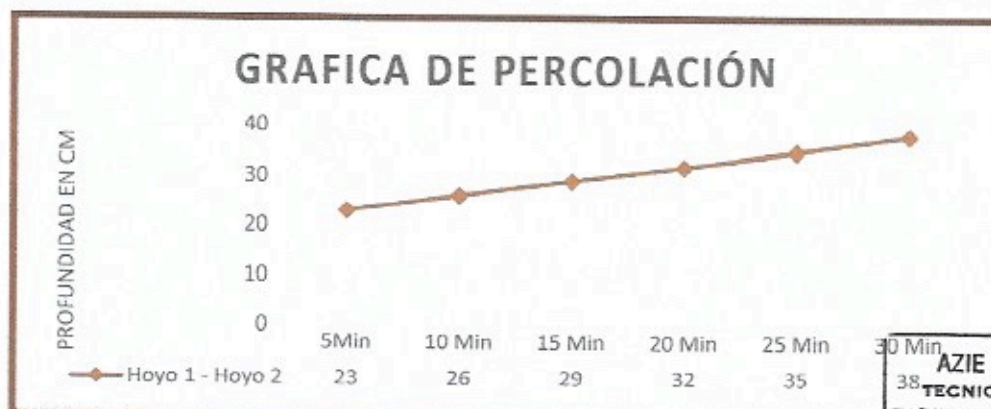 GRAFICA DE PERCOLACIÓN
PROFUNDIDAD EN CM
40
30
20
10
0
5Min 10 Min 15 Min 20 Min 25 Min 30 Min
Hoyo 1 - Hoyo 2 23 26 29 32 35 38
AZIE
TECNIC